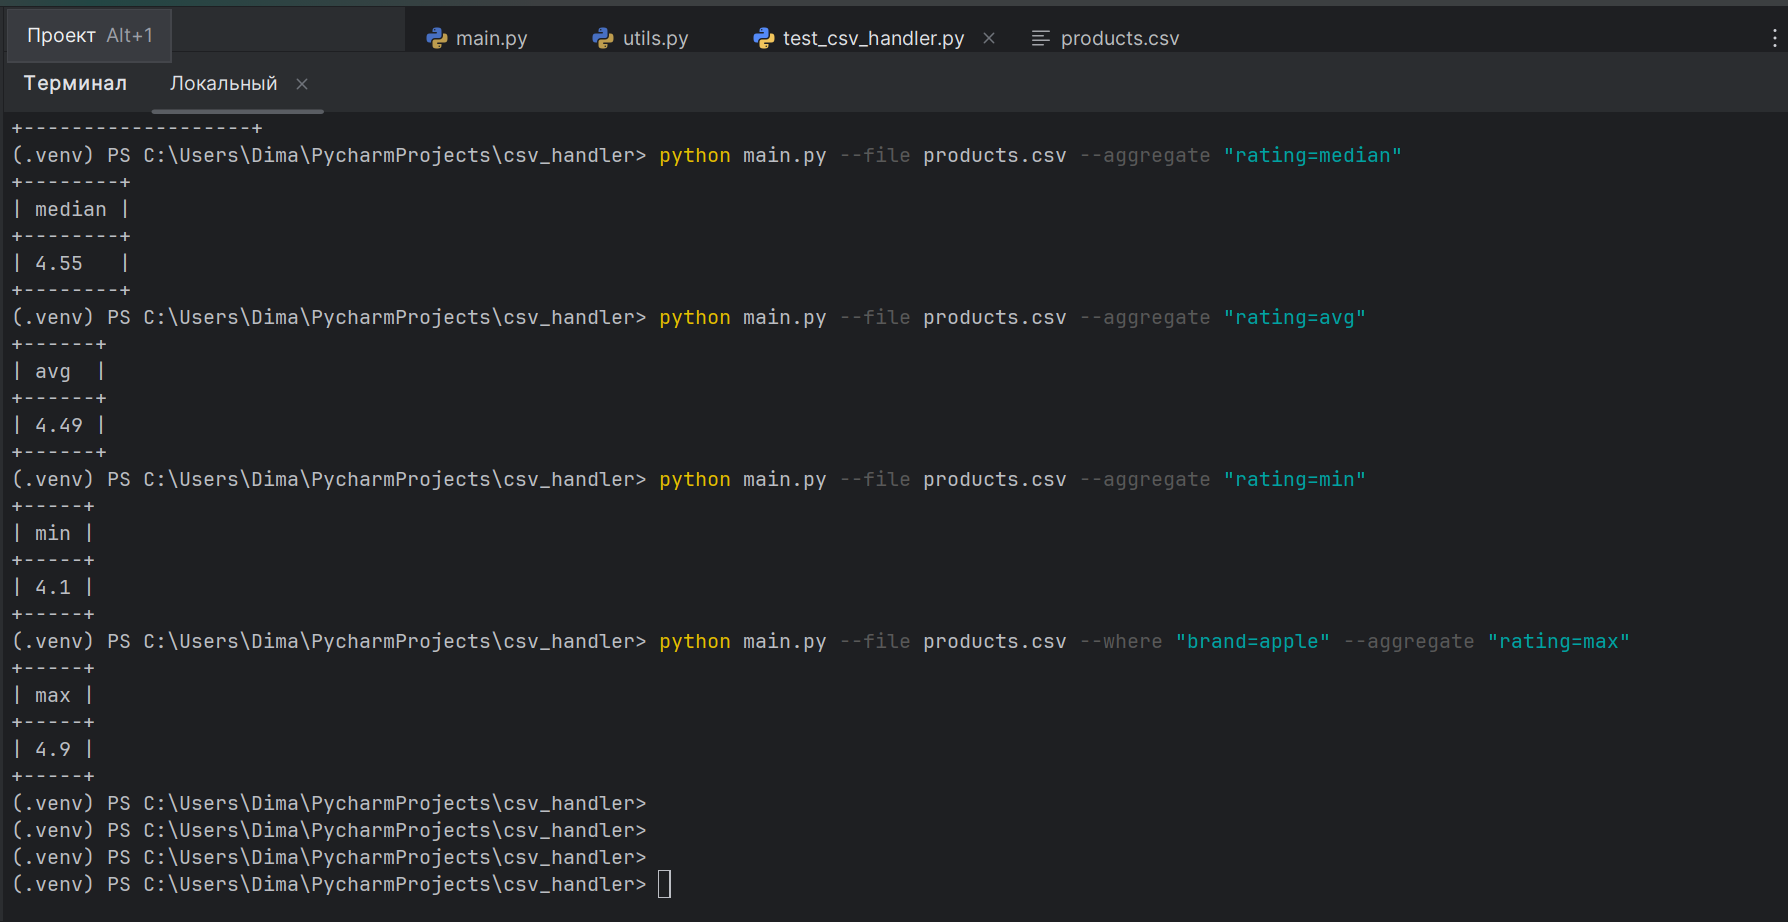 Проект Alt+1
main.py
utils.py
test_csv_handler.py
products.csv
Терминал
Локальный
+-------------------+
(.venv) PS C:\Users\Dima\PycharmProjects\csv_handler> python main.py --file products.csv --aggregate "rating=median"
+--------+
| median |
+--------+
| 4.55   |
+--------+
(.venv) PS C:\Users\Dima\PycharmProjects\csv_handler> python main.py --file products.csv --aggregate "rating=avg"
+------+
| avg  |
+------+
| 4.49 |
+------+
(.venv) PS C:\Users\Dima\PycharmProjects\csv_handler> python main.py --file products.csv --aggregate "rating=min"
+-----+
| min |
+-----+
| 4.1 |
+-----+
(.venv) PS C:\Users\Dima\PycharmProjects\csv_handler> python main.py --file products.csv --where "brand=apple" --aggregate "rating=max"
+-----+
| max |
+-----+
| 4.9 |
+-----+
(.venv) PS C:\Users\Dima\PycharmProjects\csv_handler>
(.venv) PS C:\Users\Dima\PycharmProjects\csv_handler>
(.venv) PS C:\Users\Dima\PycharmProjects\csv_handler>
(.venv) PS C:\Users\Dima\PycharmProjects\csv_handler>